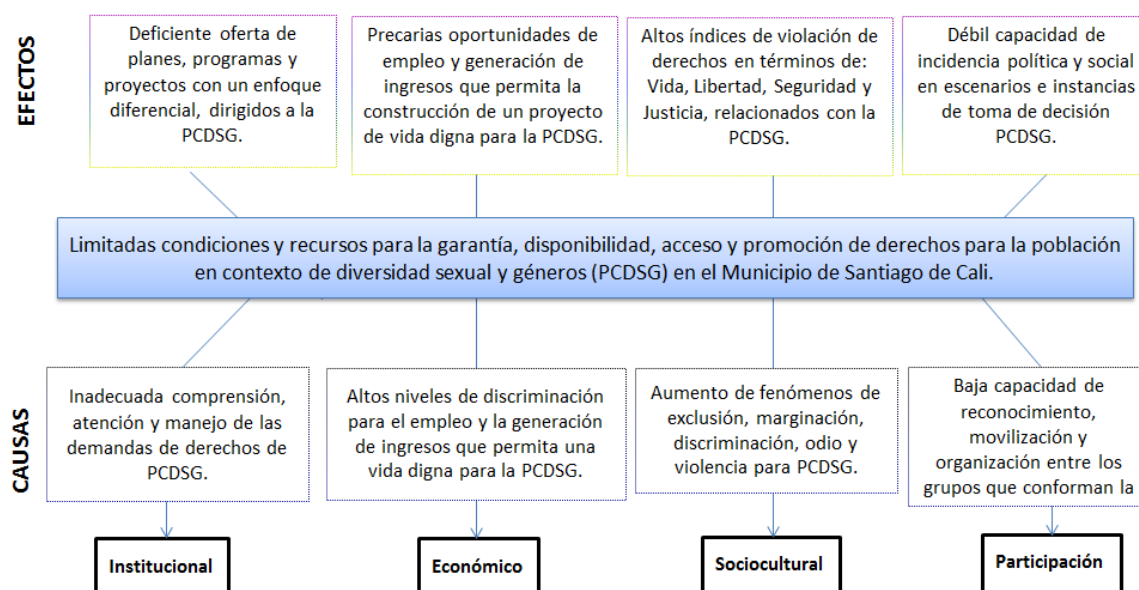 EFECTOS
Deficiente oferta de
planes, programas y
proyectos con un enfoque
diferencial, dirigidos a la
PCDSG.
Precarias oportunidades de
empleo y generación de
ingresos que permita la
construcción de un proyecto
de vida digna para la PCDSG.
Altos índices de violación de
derechos en términos de:
Vida, Libertad, Seguridad y
Justicia, relacionados con la
PCDSG.
Débil capacidad de
incidencia política y social
en escenarios e instancias
de toma de decisión
PCDSG.
Limitadas condiciones y recursos para la garantía, disponibilidad, acceso y promoción de derechos para la población
en contexto de diversidad sexual y géneros (PCDSG) en el Municipio de Santiago de Cali.
CAUSAS
Inadecuada comprensión,
atención y manejo de las
demandas de derechos de
PCDSG.
Altos niveles de discriminación
para el empleo y la generación
de ingresos que permita una
vida digna para la PCDSG.
Aumento de fenómenos de
exclusión, marginación,
discriminación, odio y
violencia para PCDSG.
Baja capacidad de
reconocimiento,
movilización y
organización entre los
grupos que conforman la
Institucional
Económico
Sociocultural
Participación